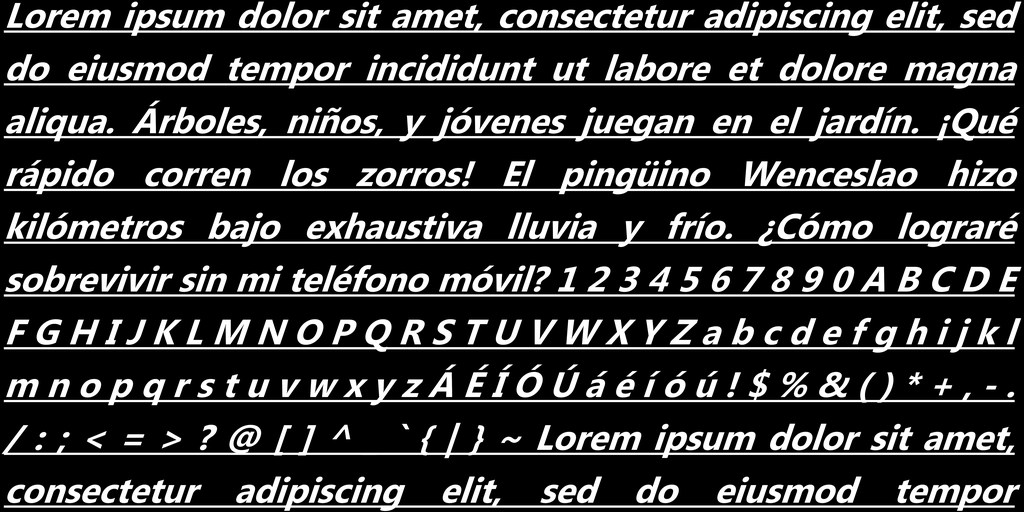 Lorem ipsum dolor sit amet, consectetur adipiscing elit, sed
do eiusmod tempor incididunt ut labore et dolore magna
aliqua. Árboles, niños, y jóvenes juegan en el jardín. ¡Qué
rápido corren los zorros! El pingüino Wenceslao hizo
kilómetros bajo exhaustiva lluvia y frío. ¿Cómo lograré
sobrevivir sin mi teléfono móvil? 1 2 3 4 5 6 7 8 9 0 A B C D E
F G H I J K L M N O P Q R S T U V W X Y Z a b c d e f g h i j k l
m n o p q r s t u v w x y z Á É Í Ó Ú á é í ó ú ! $ % & ( ) * + , - .
/ : ; < = > ? @ [ ] ^ ` { | } ~ Lorem ipsum dolor sit amet,
consectetur adipiscing elit, sed do eiusmod tempor